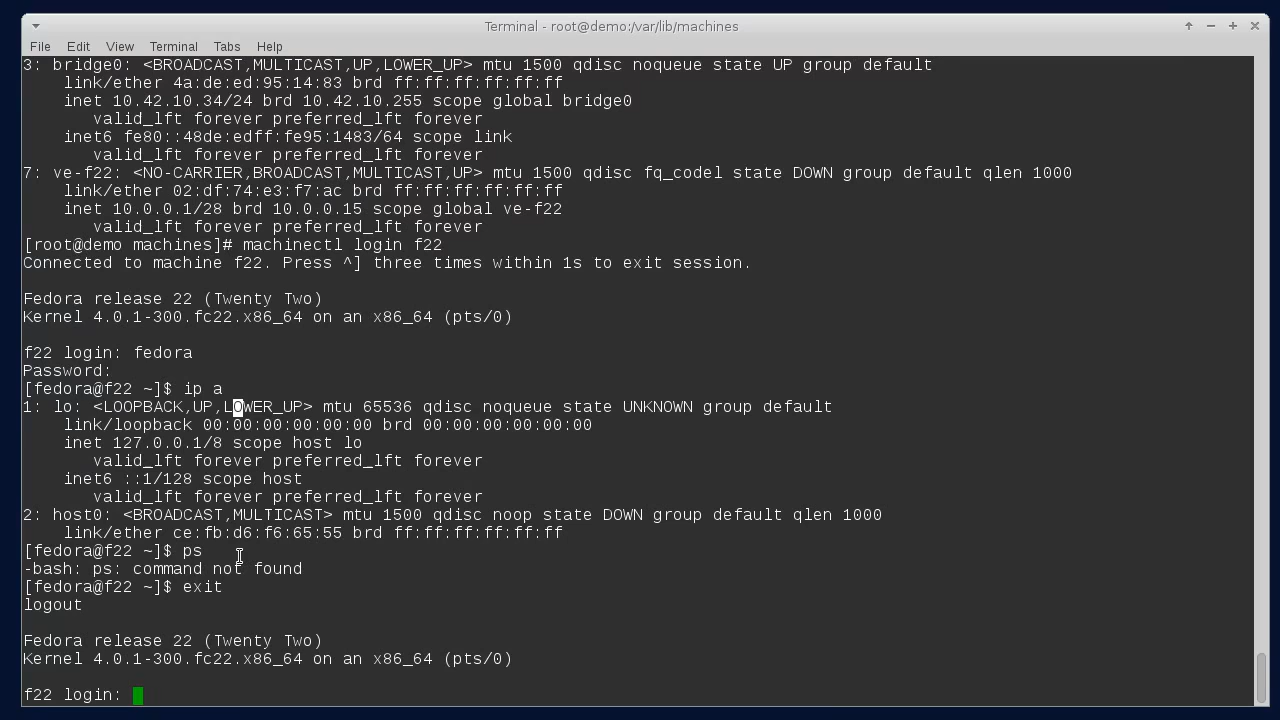 Terminal - root@demo:/var/lib/machines
File Edit View Terminal Tabs Help
3: bridge0: <BROADCAST,MULTICAST,UP,LOWER_UP> mtu 1500 qdisc noqueue state UP group default
link/ether 4a:de:ed:95:14:83 brd ff:ff:ff:ff:ff:ff
inet 10.42.10.34/24 brd 10.42.10.255 scope global bridge0
valid_lft forever preferred_lft forever
inet6 fe80::48de:edff:fe95:1483/64 scope link
valid_lft forever preferred_lft forever
7: ve-f22: <NO-CARRIER,BROADCAST,MULTICAST,UP> mtu 1500 qdisc fq_codel state DOWN group default qlen 1000
link/ether 02:df:74:e3:f7:ac brd ff:ff:ff:ff:ff:ff
inet 10.0.0.1/28 brd 10.0.0.15 scope global ve-f22
valid_lft forever preferred_lft forever
[root@demo machines]# machinectl login f22
Connected to machine f22. Press ^] three times within 1s to exit session.
Fedora release 22 (Twenty Two)
Kernel 4.0.1-300.fc22.x86_64 on an x86_64 (pts/0)
f22 login: fedora
Password:
[fedora@f22 ~]$ ip a
1: lo: <LOOPBACK,UP,LOWER_UP> mtu 65536 qdisc noqueue state UNKNOWN group default
link/loopback 00:00:00:00:00:00 brd 00:00:00:00:00:00
inet 127.0.0.1/8 scope host lo
valid_lft forever preferred_lft forever
inet6 ::1/128 scope host
valid_lft forever preferred_lft forever
2: host0: <BROADCAST,MULTICAST> mtu 1500 qdisc noop state DOWN group default qlen 1000
link/ether ce:fb:d6:f6:65:55 brd ff:ff:ff:ff:ff:ff
[fedora@f22 ~]$ ps
-bash: ps: command not found
[fedora@f22 ~]$ exit
logout
Fedora release 22 (Twenty Two)
Kernel 4.0.1-300.fc22.x86_64 on an x86_64 (pts/0)
f22 login: